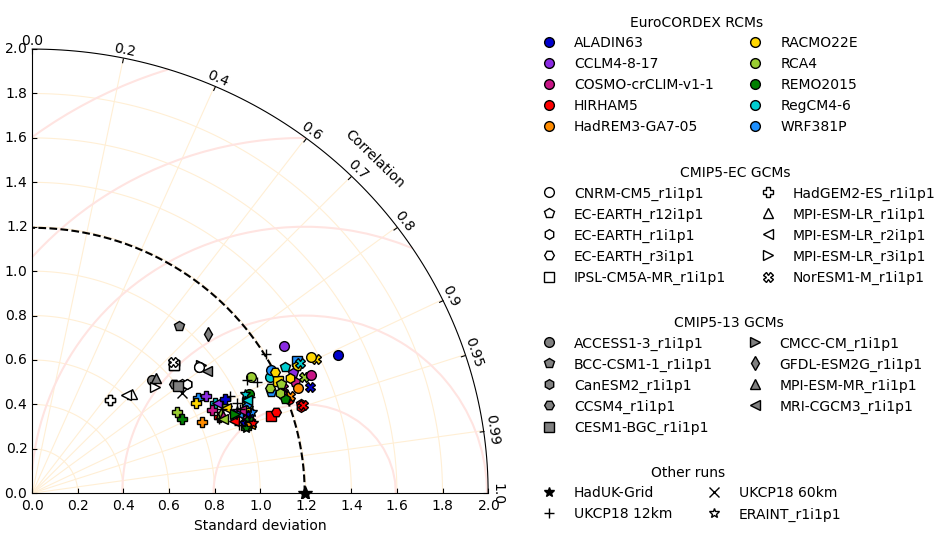 EuroCORDEX RCMs
ALADIN63
RACMO22E
CCLM4-8-17
RCA4
COSMO-crCLIM-v1-1
REMO2015
HIRHAM5
RegCM4-6
HadREM3-GA7-05
WRF381P
CMIP5-EC GCMs
CNRM-CM5_r1i1p1
HadGEM2-ES_r1i1p1
EC-EARTH_r12i1p1
MPI-ESM-LR_r1i1p1
EC-EARTH_r1i1p1
MPI-ESM-LR_r2i1p1
EC-EARTH_r3i1p1
MPI-ESM-LR_r3i1p1
IPSL-CM5A-MR_r1i1p1
NorESM1-M_r1i1p1
CMIP5-13 GCMs
ACCESS1-3_r1i1p1
CMCC-CM_r1i1p1
BCC-CSM1-1_r1i1p1
GFDL-ESM2G_r1i1p1
CanESM2_r1i1p1
MPI-ESM-MR_r1i1p1
CCSM4_r1i1p1
MRI-CGCM3_r1i1p1
CESM1-BGC_r1i1p1
Other runs
HadUK-Grid
UKCP18 60km
UKCP18 12km
ERAINT_r1i1p1
0.0
0.2
0.4
0.6
Correlation
0.7
0.8
0.9
0.95
0.99
1.0
2.0
1.8
1.6
1.4
1.2
1.0
0.8
0.6
0.4
0.2
0.0
0.0 0.2 0.4 0.6 0.8 1.0 1.2 1.4 1.6 1.8 2.0
Standard deviation